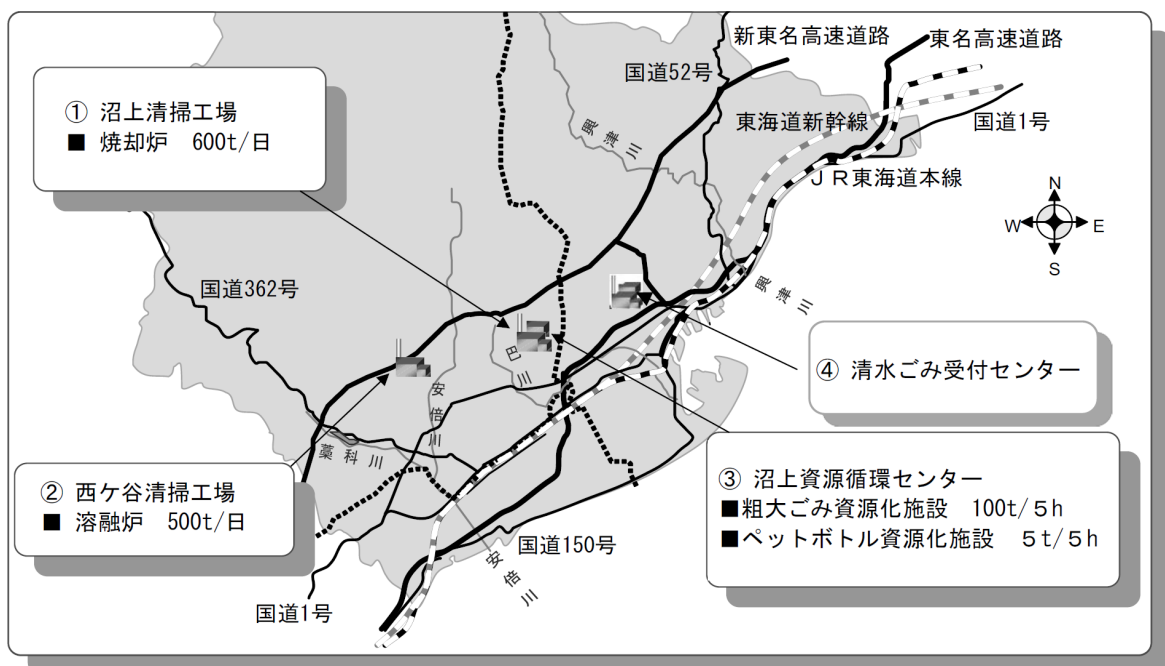 新東名高速道路
東名高速道路
国道52号
① 沼上清掃工場
■ 焼却炉　600t/日
興津川
東海道新幹線
国道1号
ＪＲ東海道本線
N
W
E
S
国道362号
興津川
巴川
④ 清水ごみ受付センター
安倍川
藁科川
② 西ケ谷清掃工場
■ 溶融炉　500t/日
③ 沼上資源循環センター
■粗大ごみ資源化施設　100t/５h
■ペットボトル資源化施設　５t/５h
国道150号
安倍川
国道1号